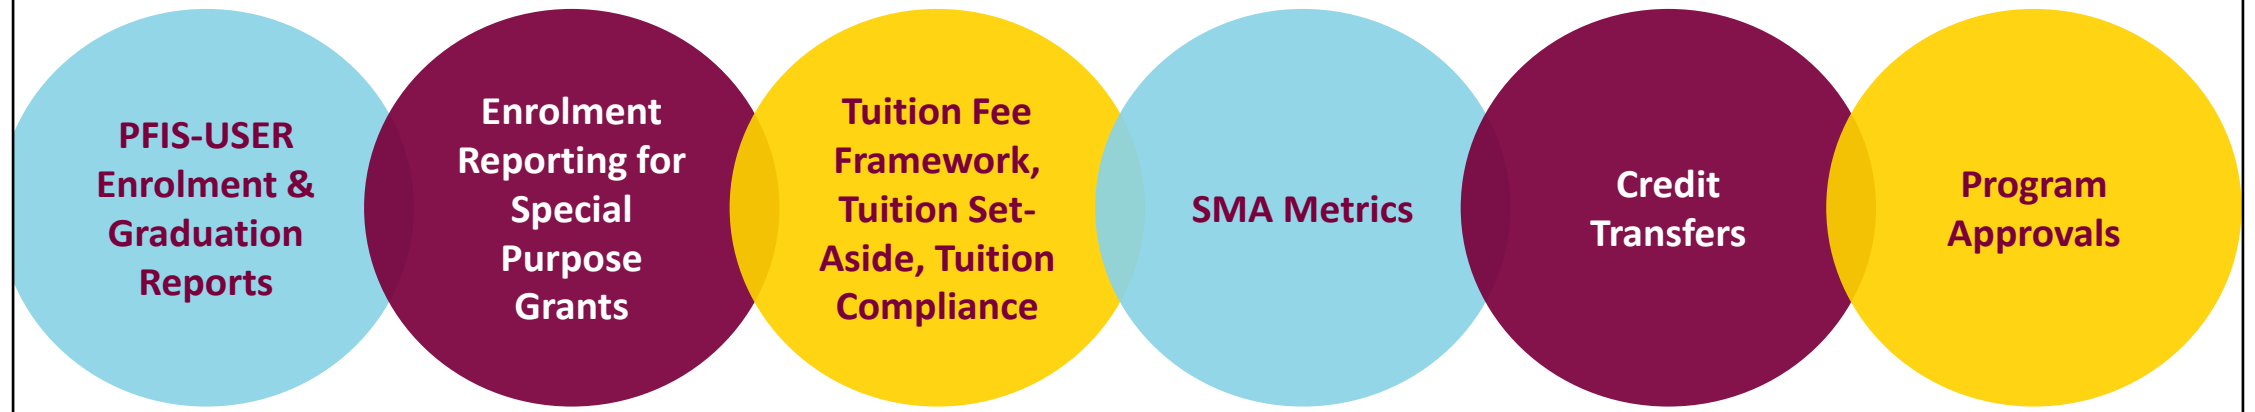 PFIS-USER
Enrolment &
Graduation
Reports
Enrolment
Reporting for
Special
Purpose
Grants
Tuition Fee
Framework,
Tuition Set-
Aside, Tuition
Compliance
SMA Metrics
Credit
Transfers
Program
Approvals